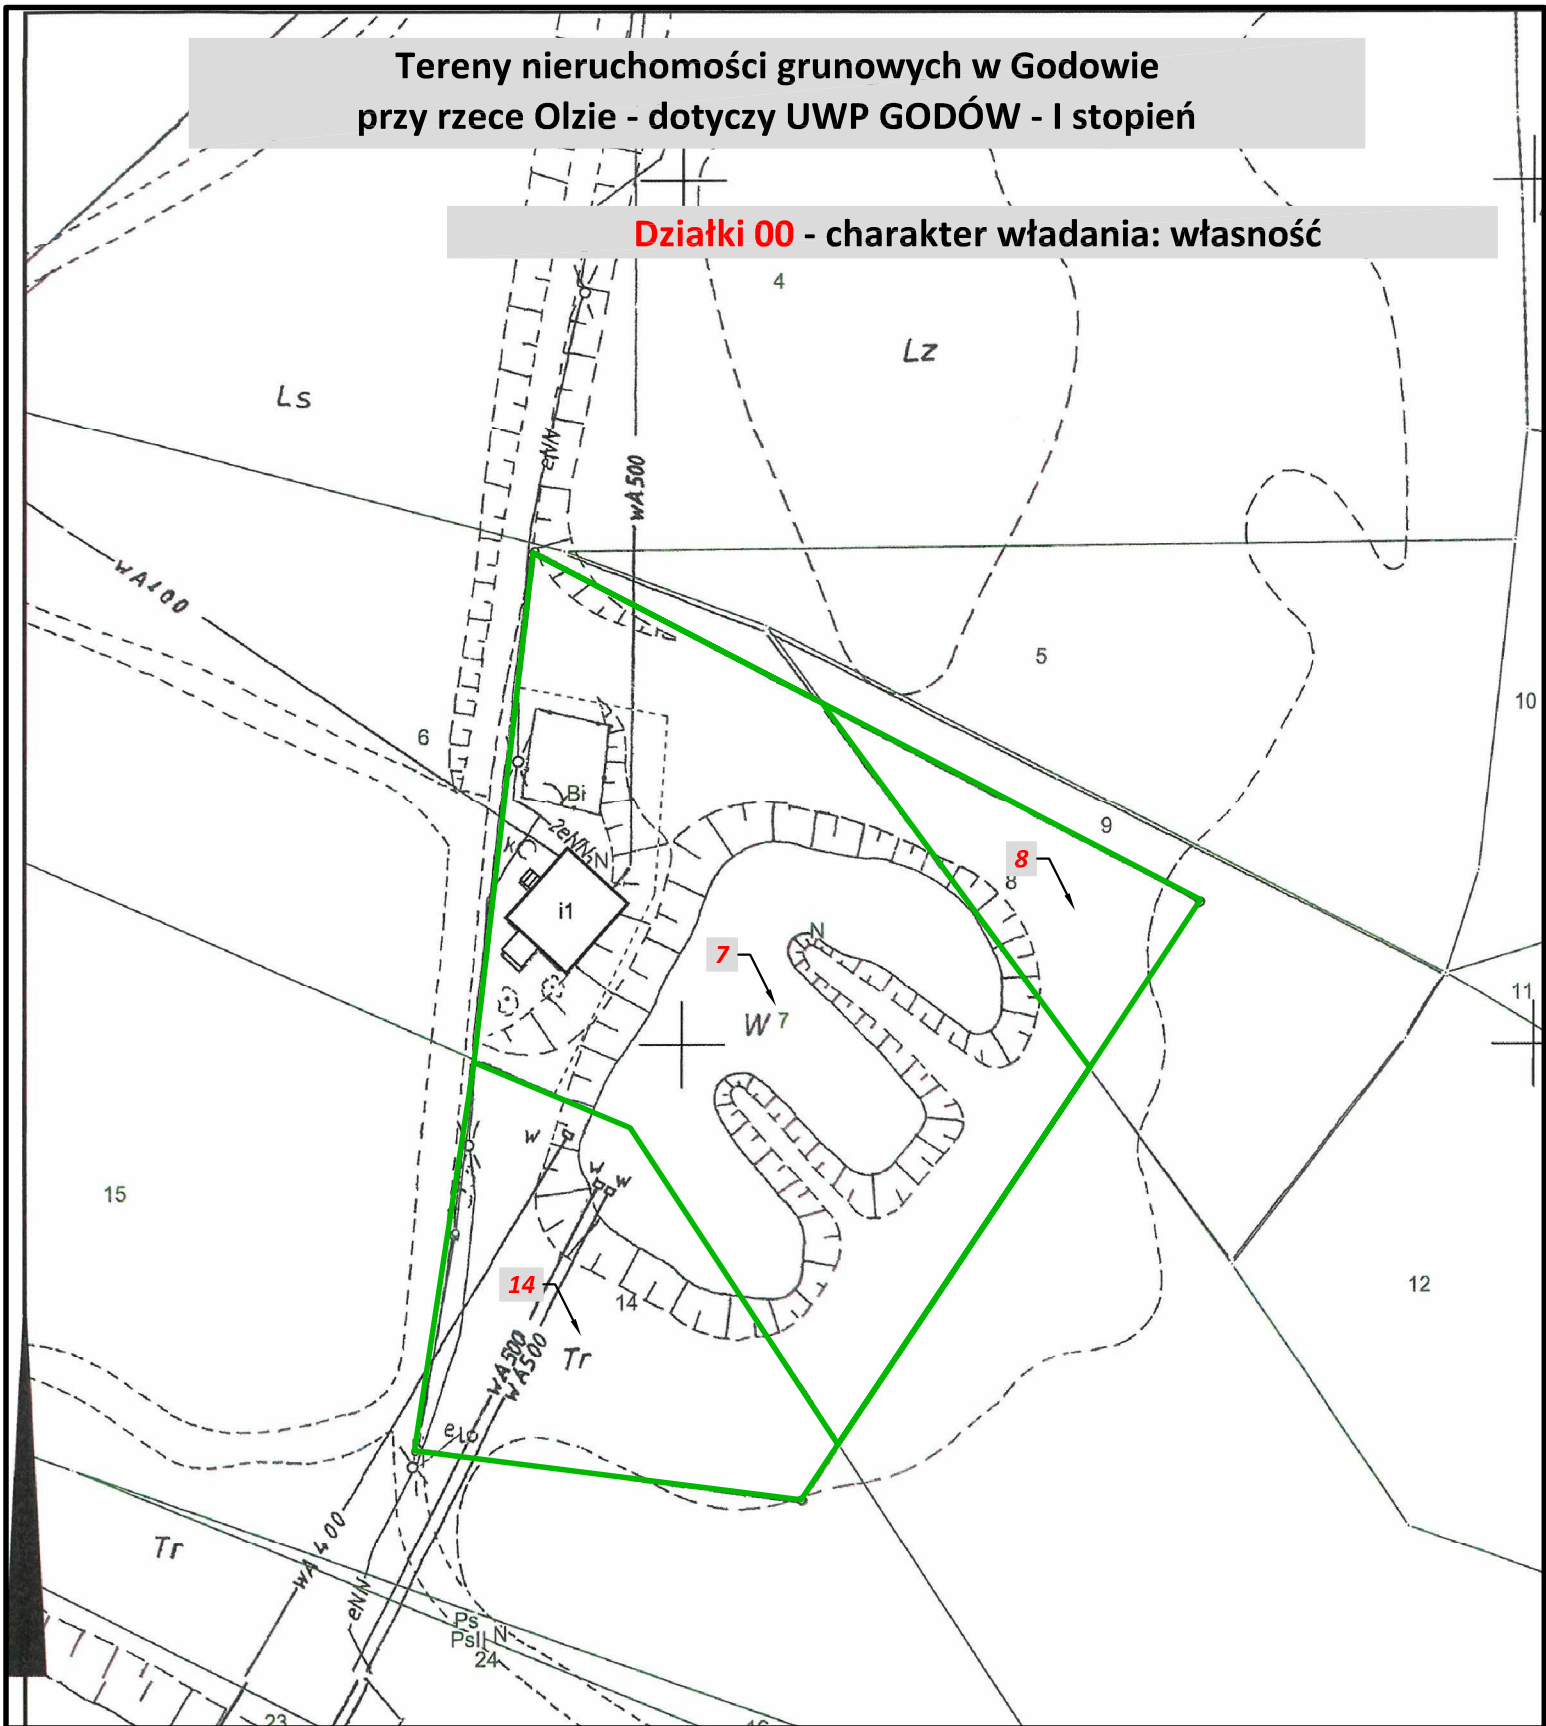 Tereny nieruchomości grunowych w Godowie
przy rzece Olzie - dotyczy UWP GODÓW - I stopień
Działki 00 - charakter władania: własność
4
Lz
Ls
eNN
wA500
wA400
5
10
6
Bi
2eNN
N
k
9
8
8
i1
7
N
W 7
11
w
15
w
w
14
14
12
Tr
wA500
wA500
e
Tr
wA400
eNN
Ps
PsII N
24
23
16